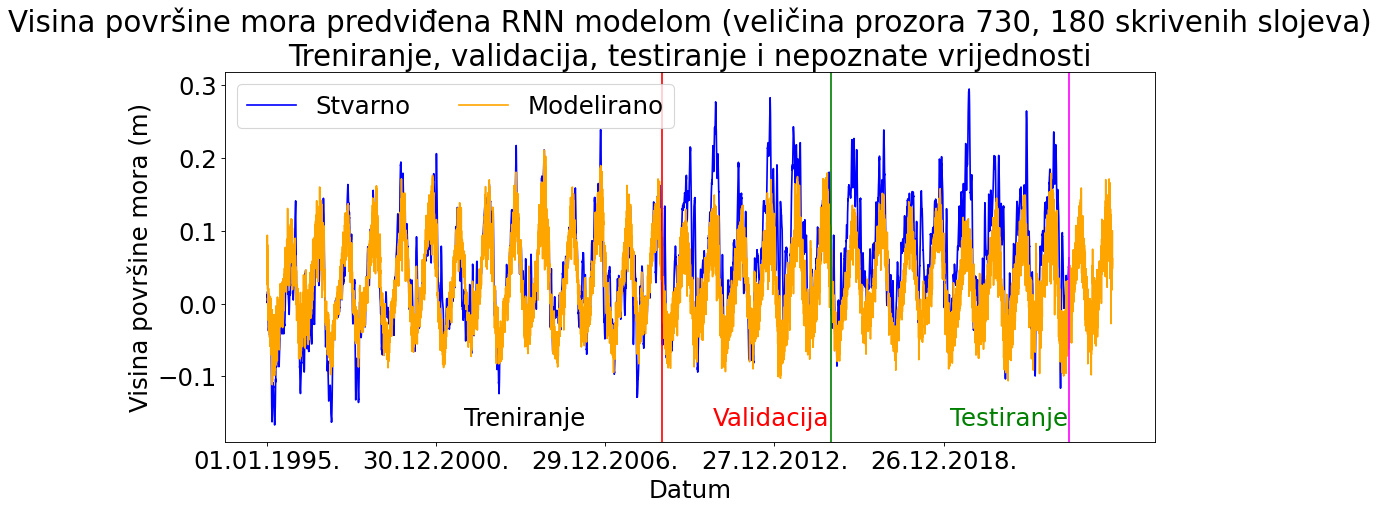 Visina površine mora predviđena RNN modelom (veličina prozora 730, 180 skrivenih slojeva)
Treniranje, validacija, testiranje i nepoznate vrijednosti
Stvarno Modelirano
Visina površine mora (m)
0.3
0.2
0.1
0.0
−0.1
Treniranje Validacija Testiranje
01.01.1995. 30.12.2000. 29.12.2006. 27.12.2012. 26.12.2018.
Datum